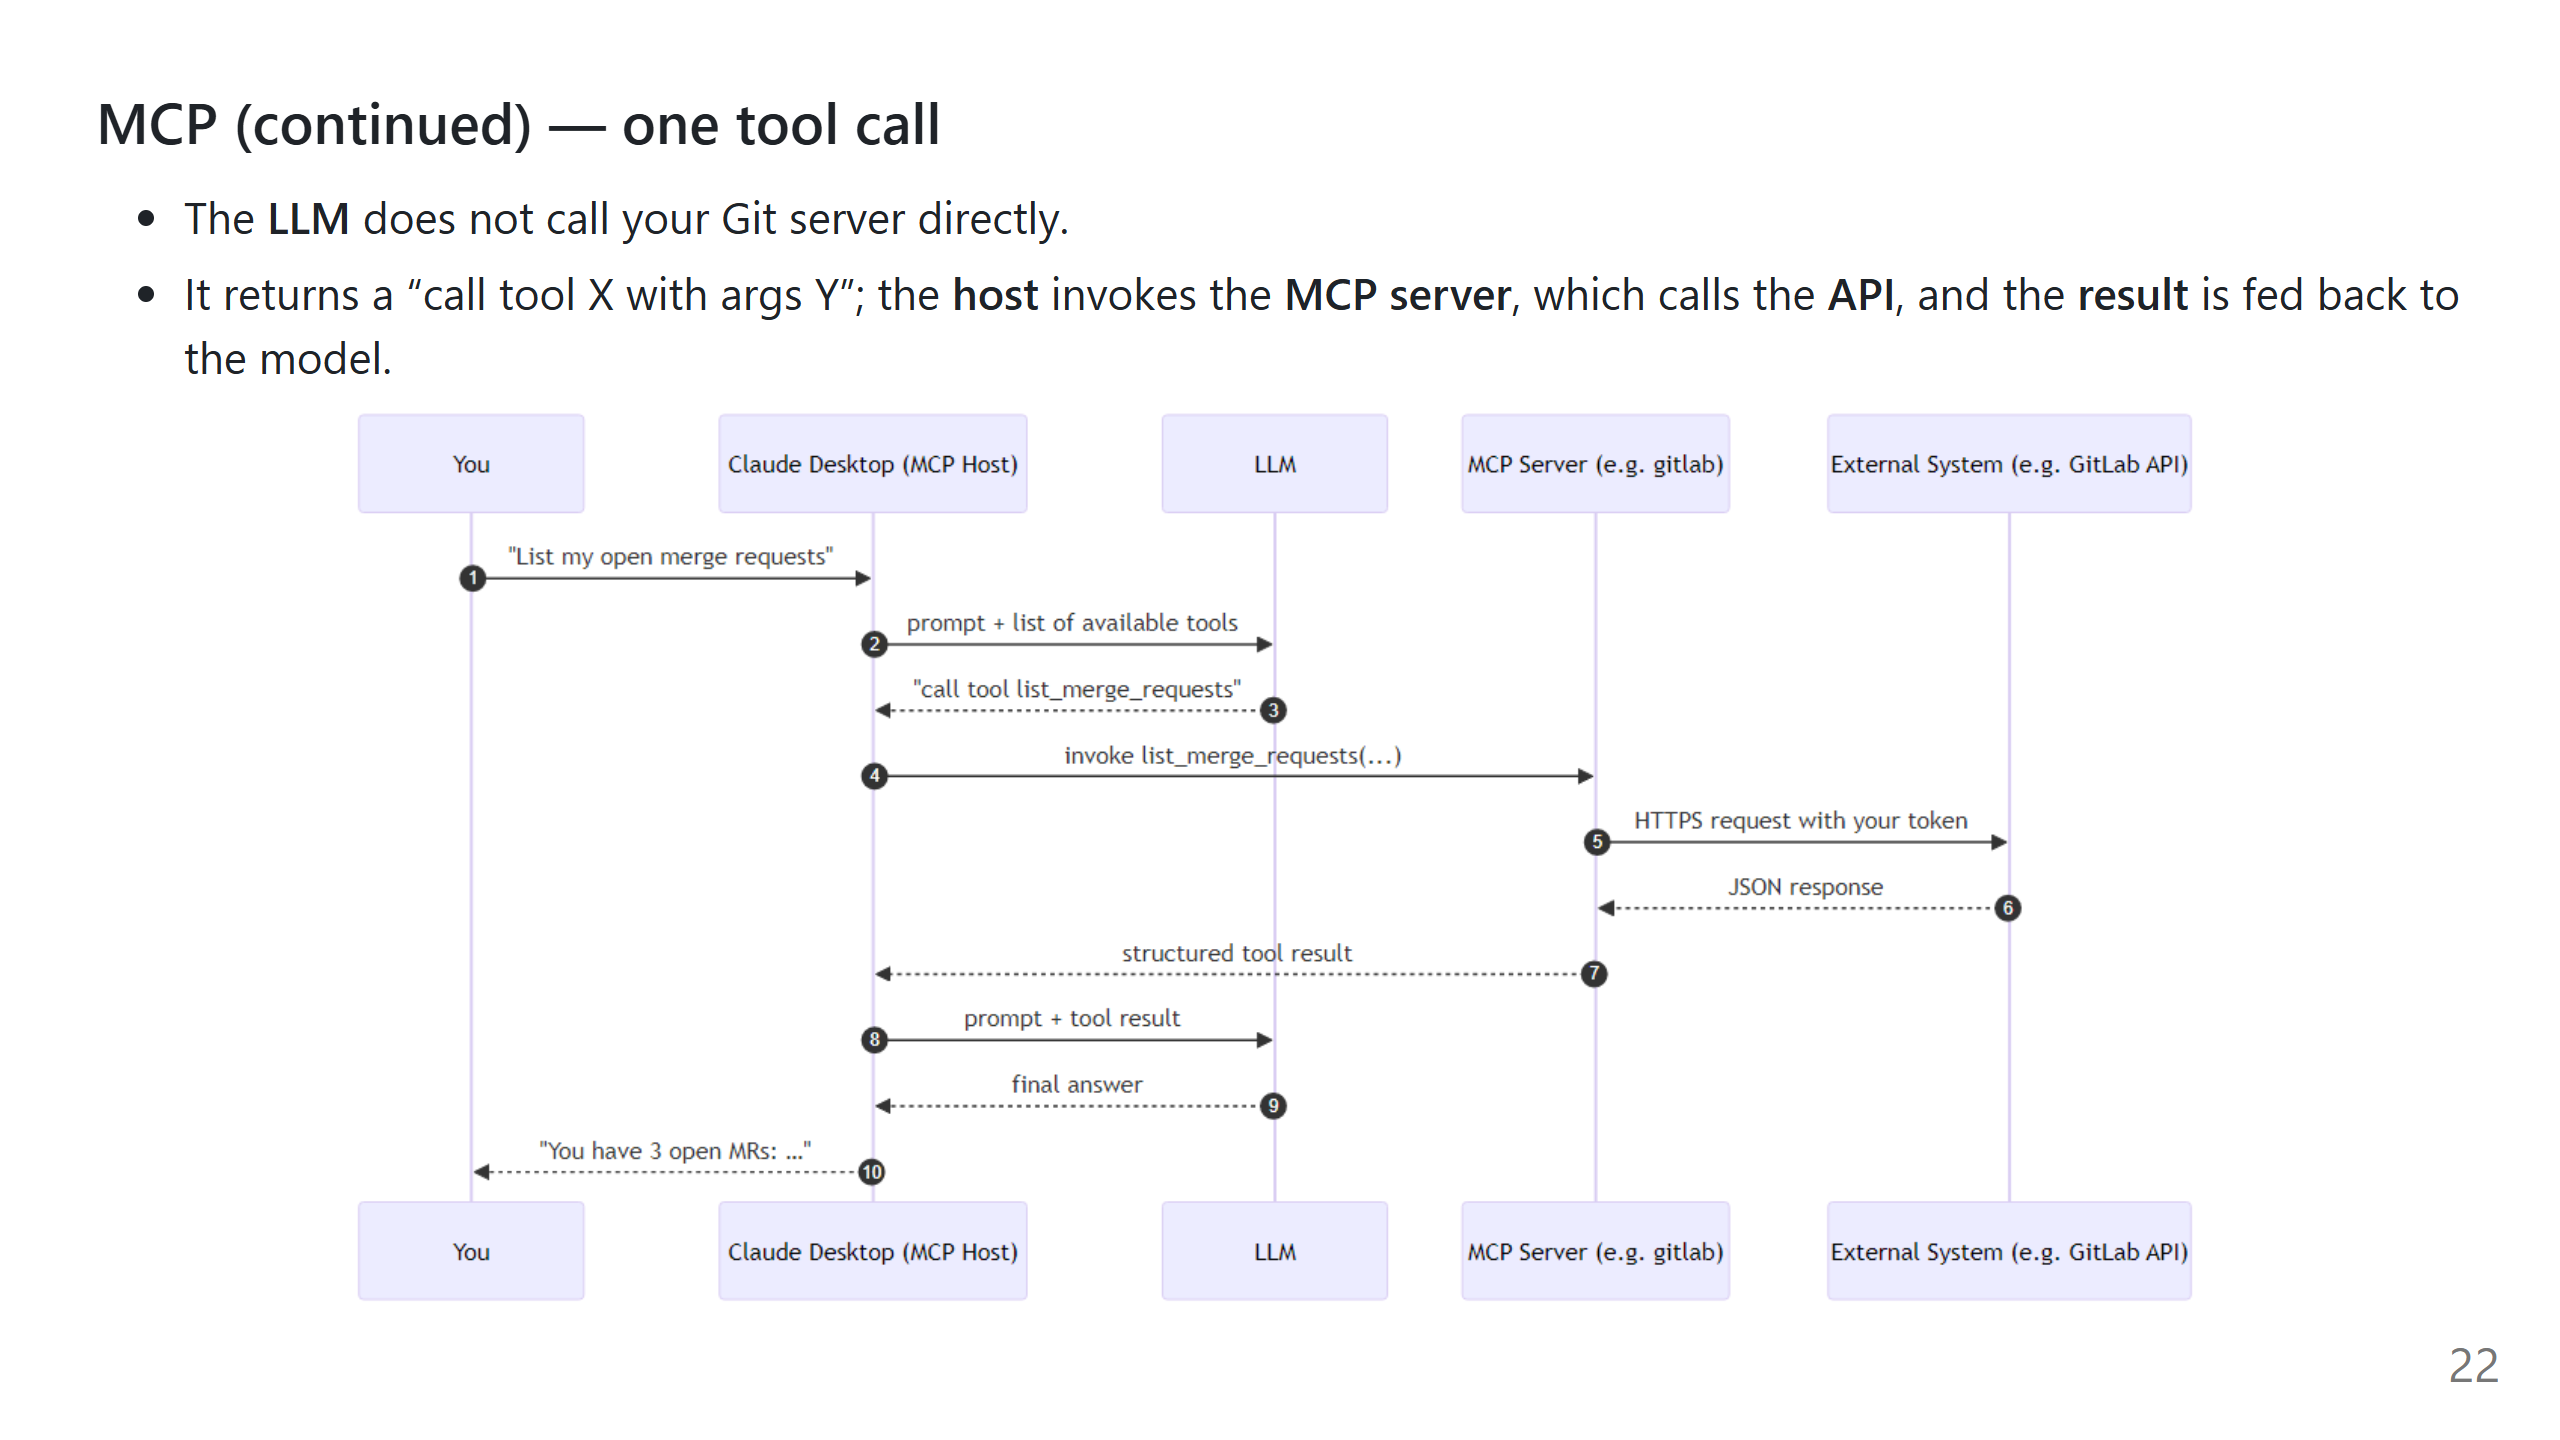 MCP (continued) — one tool call
• The LLM does not call your Git server directly.
• It returns a “call tool X with args Y”; the host invokes the MCP server, which calls the API, and the result is fed back to
the model.
You
Claude Desktop (MCP Host)
LLM
MCP Server (e.g. gitlab)
External System (e.g. GitLab API)
"List my open merge requests"
1
prompt + list of available tools
2
"call tool list_merge_requests"
3
invoke list_merge_requests(...)
4
HTTPS request with your token
5
JSON response
6
structured tool result
7
prompt + tool result
8
final answer
9
"You have 3 open MRs: ..."
10
You
Claude Desktop (MCP Host)
LLM
MCP Server (e.g. gitlab)
External System (e.g. GitLab API)
22